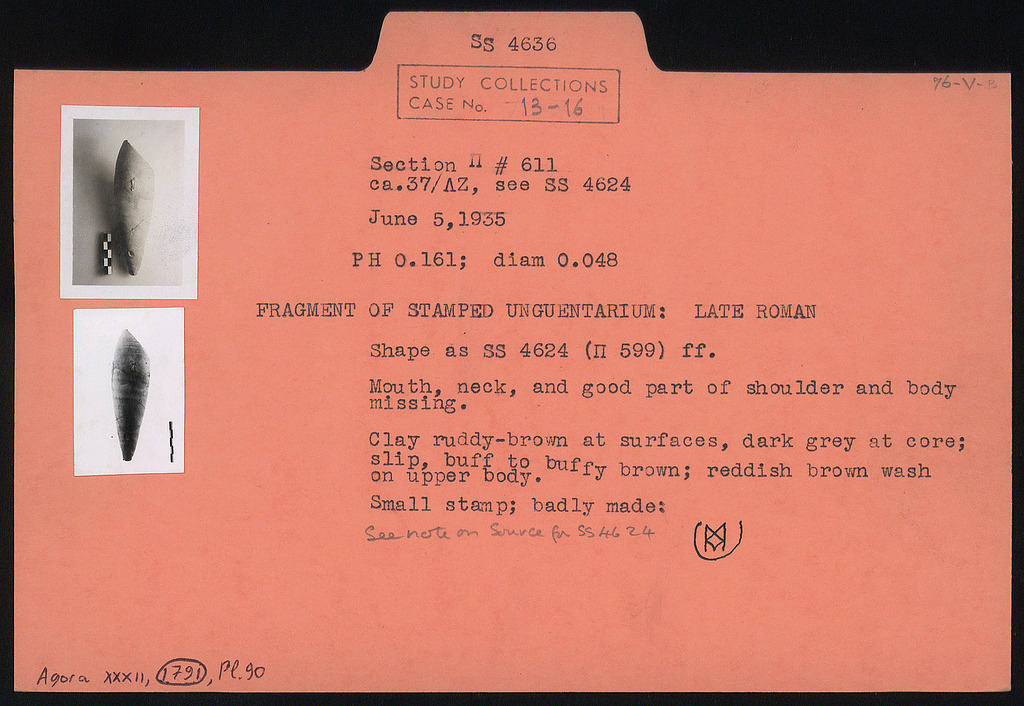 SS 4636
76-V-B
STUDY COLLECTIONS
CASE No. 13-16
Section Π # 611
ca.37/ΛΖ, see SS 4624
June 5,1935
PH 0.161; diam 0.048
FRAGMENT OF STAMPED UNGUENTARIUM: LATE ROMAN
Shape as SS 4624 (Π 599) ff.
Mouth, neck, and good part of shoulder and body
missing.
Clay ruddy-brown at surfaces, dark grey at core;
slip, buff to buffy brown; reddish brown wash
on upper body.
Small stamp; badly made:
See note on Source for SS 4624
Agora XXXII, 1791, Pl.90